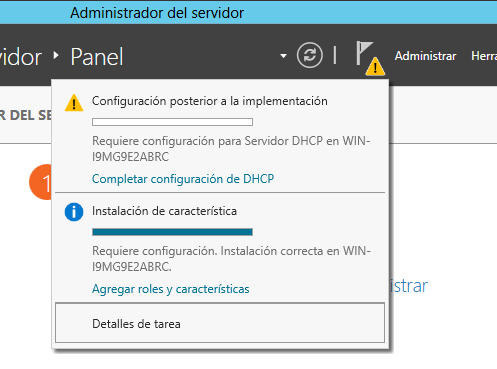 Administrador del servidor
vidor ‣ Panel
Administrar
Herra
Configuración posterior a la implementación
R DEL SE
Requiere configuración para Servidor DHCP en WIN-
I9MG9E2ABRC
Completar configuración de DHCP
1
Instalación de característica
Requiere configuración. Instalación correcta en WIN-
I9MG9E2ABRC.
Agregar roles y características
istrar
Detalles de tarea